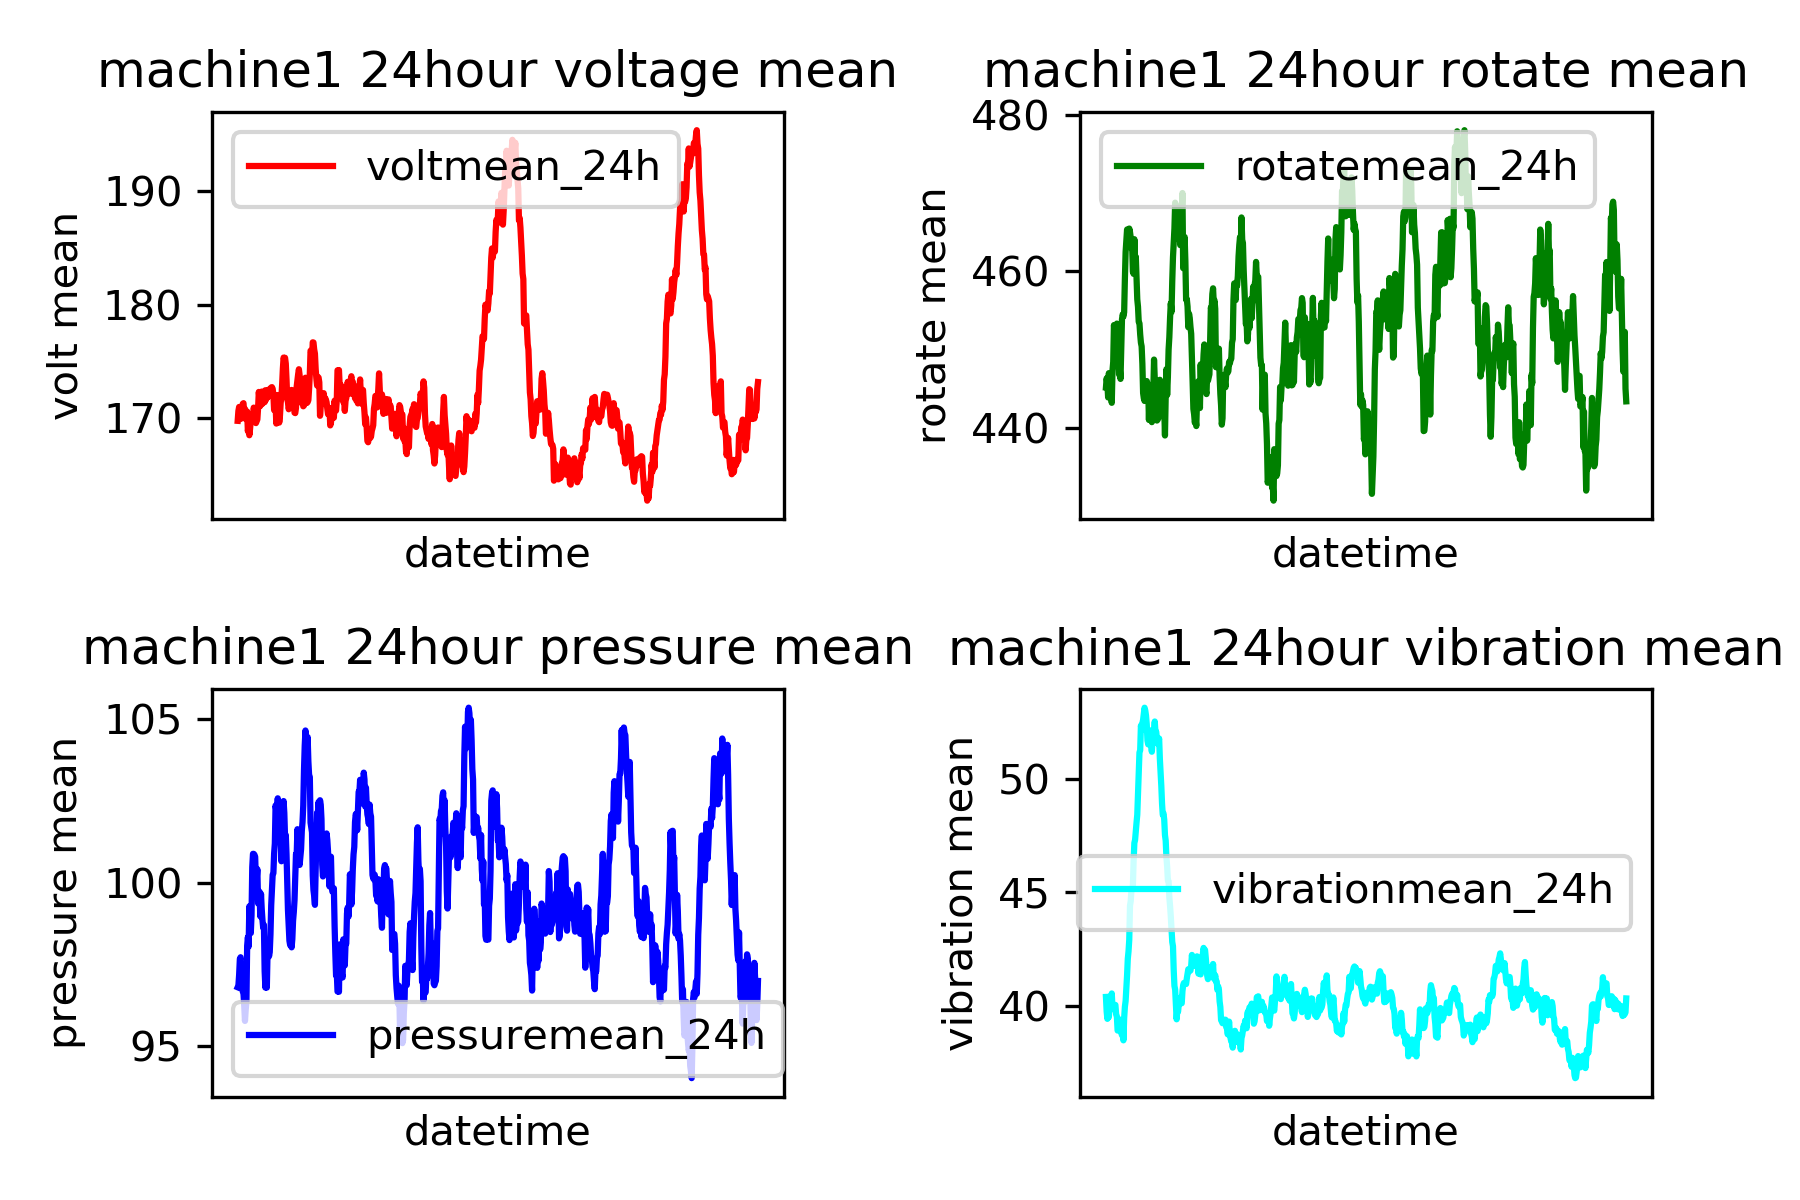 machine1 24hour voltage mean
volt mean
190
180
170
voltmean_24h
datetime
machine1 24hour rotate mean
rotate mean
480
460
440
rotatemean_24h
datetime
machine1 24hour pressure mean
pressure mean
105
100
95
pressuremean_24h
datetime
machine1 24hour vibration mean
vibration mean
50
45
40
vibrationmean_24h
datetime